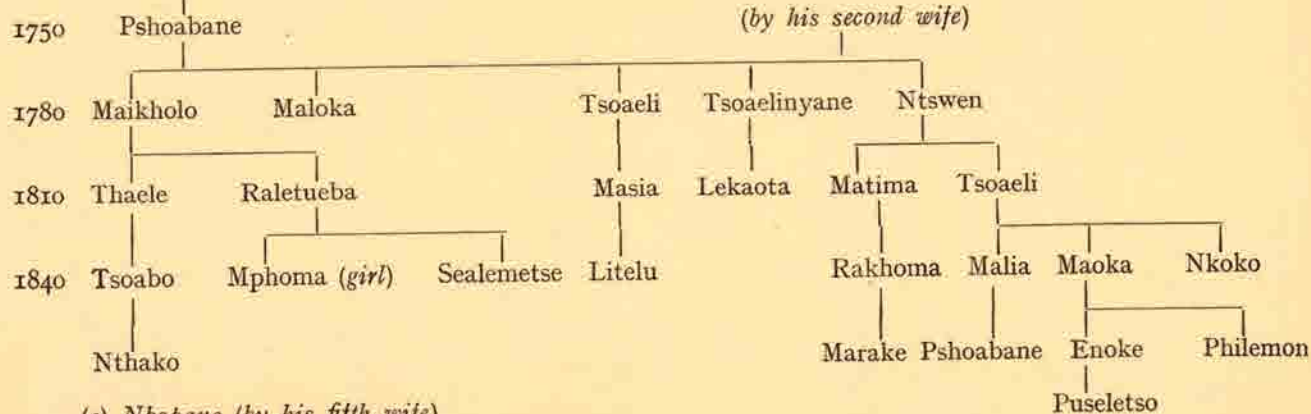 (by his second wife)
1750 Pshoabane
1780 Maikholo Maloka Tsoaeli Tsoaelinyane Ntswen
1810 Thaele Raletueba Masia Lekaota Matima Tsoaeli
1840 Tsoabo Mphoma (girl) Sealemetse Litelu Rakhoma Malia Maoka Nkoko
Nthako Marake Pshoabane Enoke Philemon
Puseletso